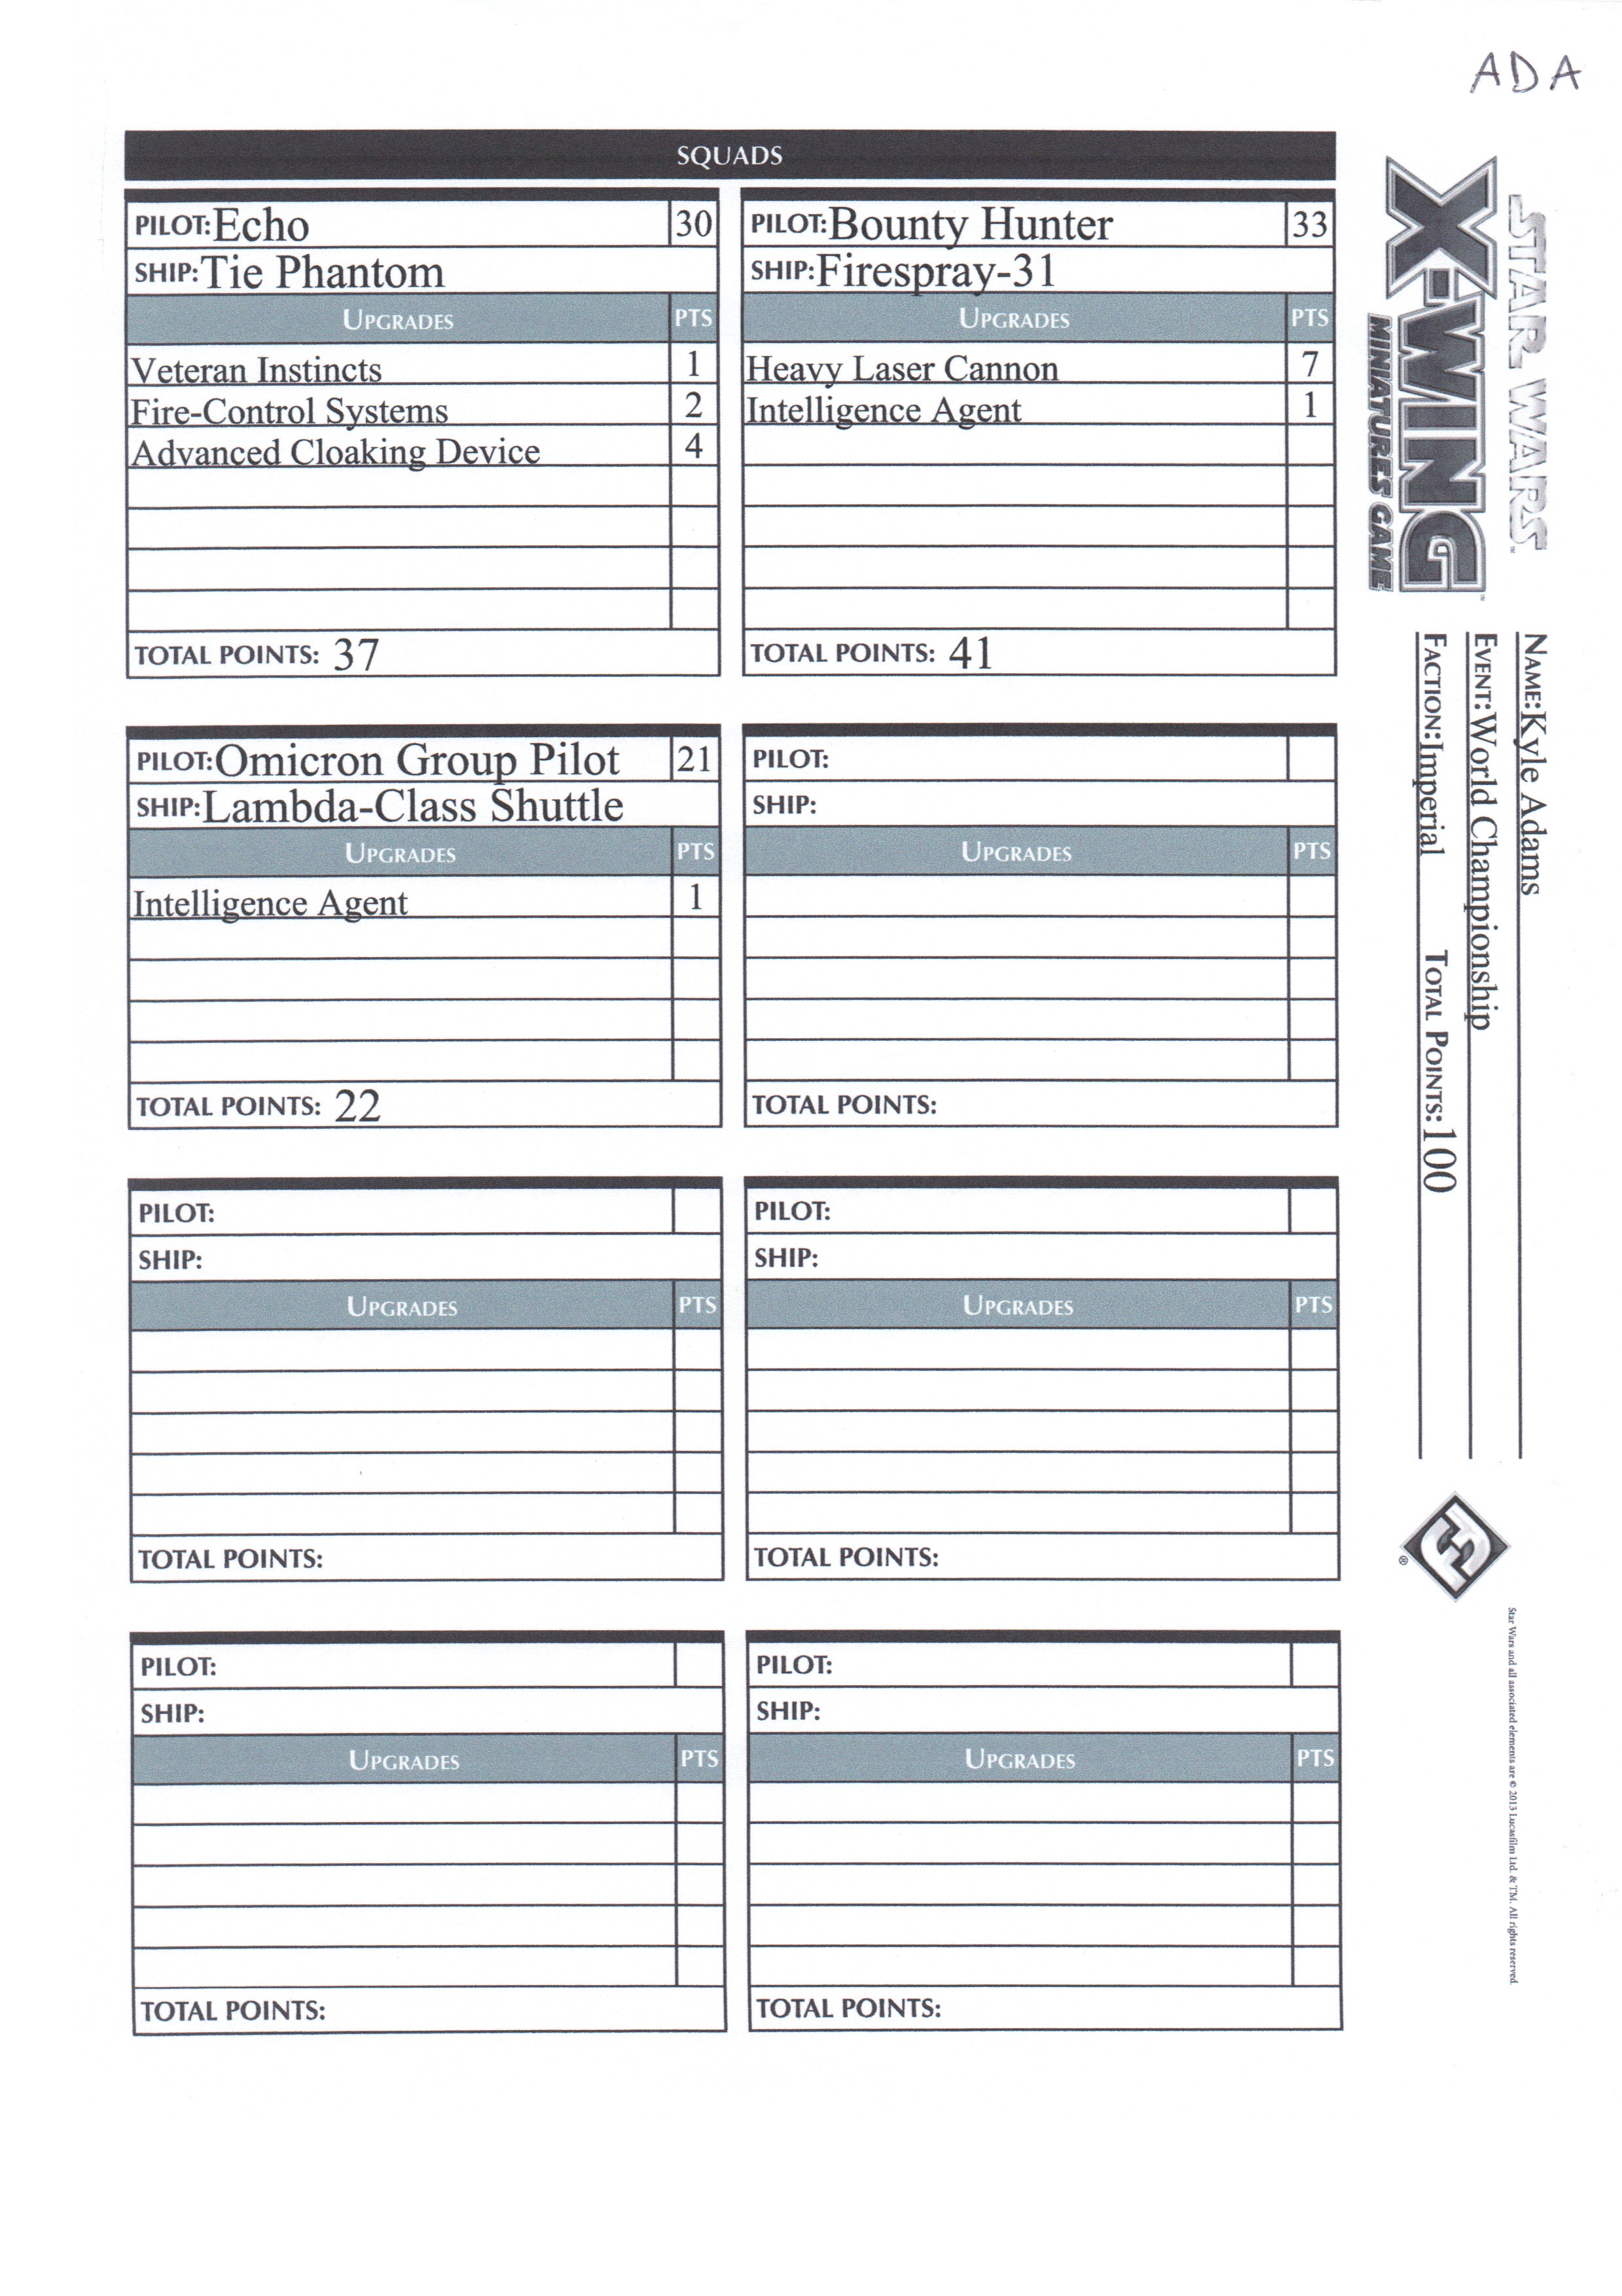 ADA
STAR WARS™
X-WING™
MINIATURES GAME
NAME: Kyle Adams
EVENT: World Championship
FACTION: Imperial TOTAL POINTS: 100
SQUADS
PILOT: Echo 30
SHIP: Tie Phantom
UPGRADES PTS
Veteran Instincts 1
Fire-Control Systems 2
Advanced Cloaking Device 4
TOTAL POINTS: 37
PILOT: Bounty Hunter 33
SHIP: Firespray-31
UPGRADES PTS
Heavy Laser Cannon 7
Intelligence Agent 1
TOTAL POINTS: 41
PILOT: Omicron Group Pilot 21
SHIP: Lambda-Class Shuttle
UPGRADES PTS
Intelligence Agent 1
TOTAL POINTS: 22
PILOT:
SHIP:
UPGRADES PTS
TOTAL POINTS:
PILOT:
SHIP:
UPGRADES PTS
TOTAL POINTS:
PILOT:
SHIP:
UPGRADES PTS
TOTAL POINTS:
PILOT:
SHIP:
UPGRADES PTS
TOTAL POINTS:
PILOT:
SHIP:
UPGRADES PTS
TOTAL POINTS:
®
Star Wars and all associated elements are © 2013 Lucasfilm Ltd. & TM. All rights reserved.